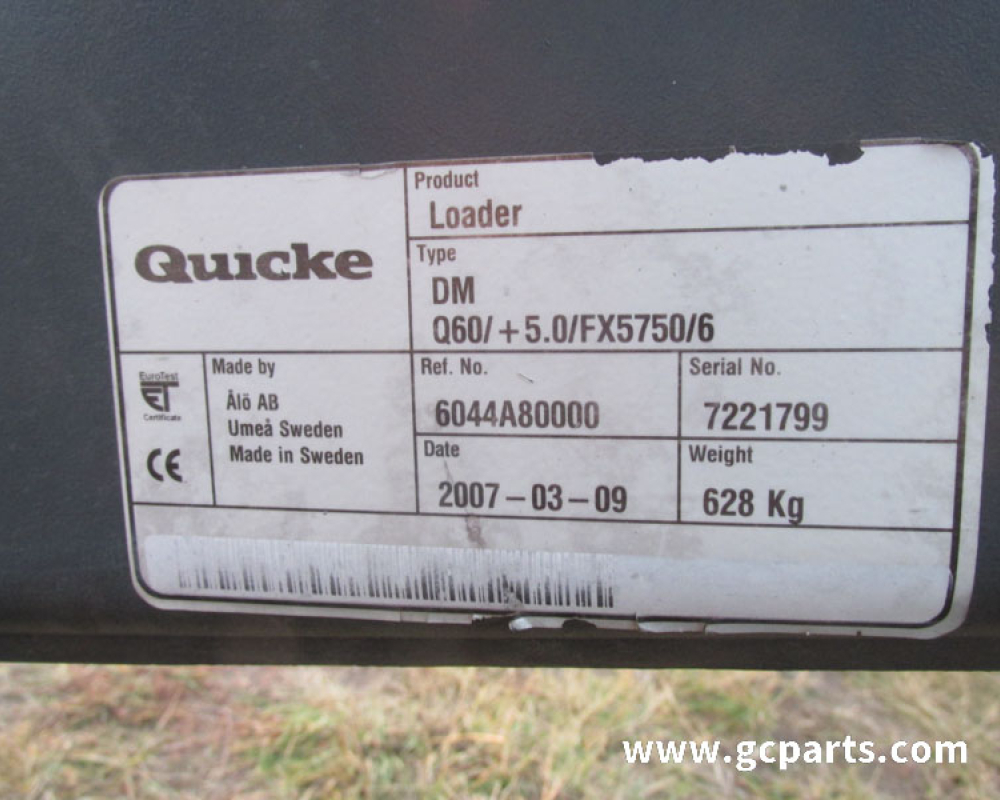 Quicke
Product
Loader
Type
DM
Q60/+5.0/FX5750/6
EuroTest
ET
Certificate
CE
Made by
Ålö AB
Umeå Sweden
Made in Sweden
Ref. No.
6044A80000
Serial No.
7221799
Date
2007-03-09
Weight
628 Kg
www.gcparts.com